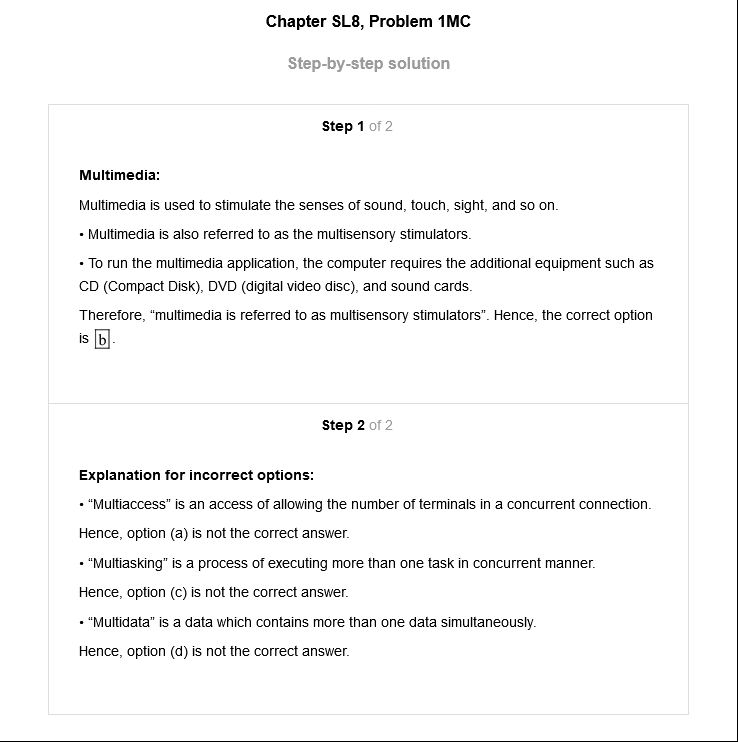 Chapter SL8, Problem 1MC
Step-by-step solution
Step 1 of 2
Multimedia:
Multimedia is used to stimulate the senses of sound, touch, sight, and so on.
• Multimedia is also referred to as the multisensory stimulators.
• To run the multimedia application, the computer requires the additional equipment such as
CD (Compact Disk), DVD (digital video disc), and sound cards.
Therefore, “multimedia is referred to as multisensory stimulators”. Hence, the correct option
is b.
Step 2 of 2
Explanation for incorrect options:
• “Multiaccess” is an access of allowing the number of terminals in a concurrent connection.
Hence, option (a) is not the correct answer.
• “Multiasking” is a process of executing more than one task in concurrent manner.
Hence, option (c) is not the correct answer.
• “Multidata” is a data which contains more than one data simultaneously.
Hence, option (d) is not the correct answer.